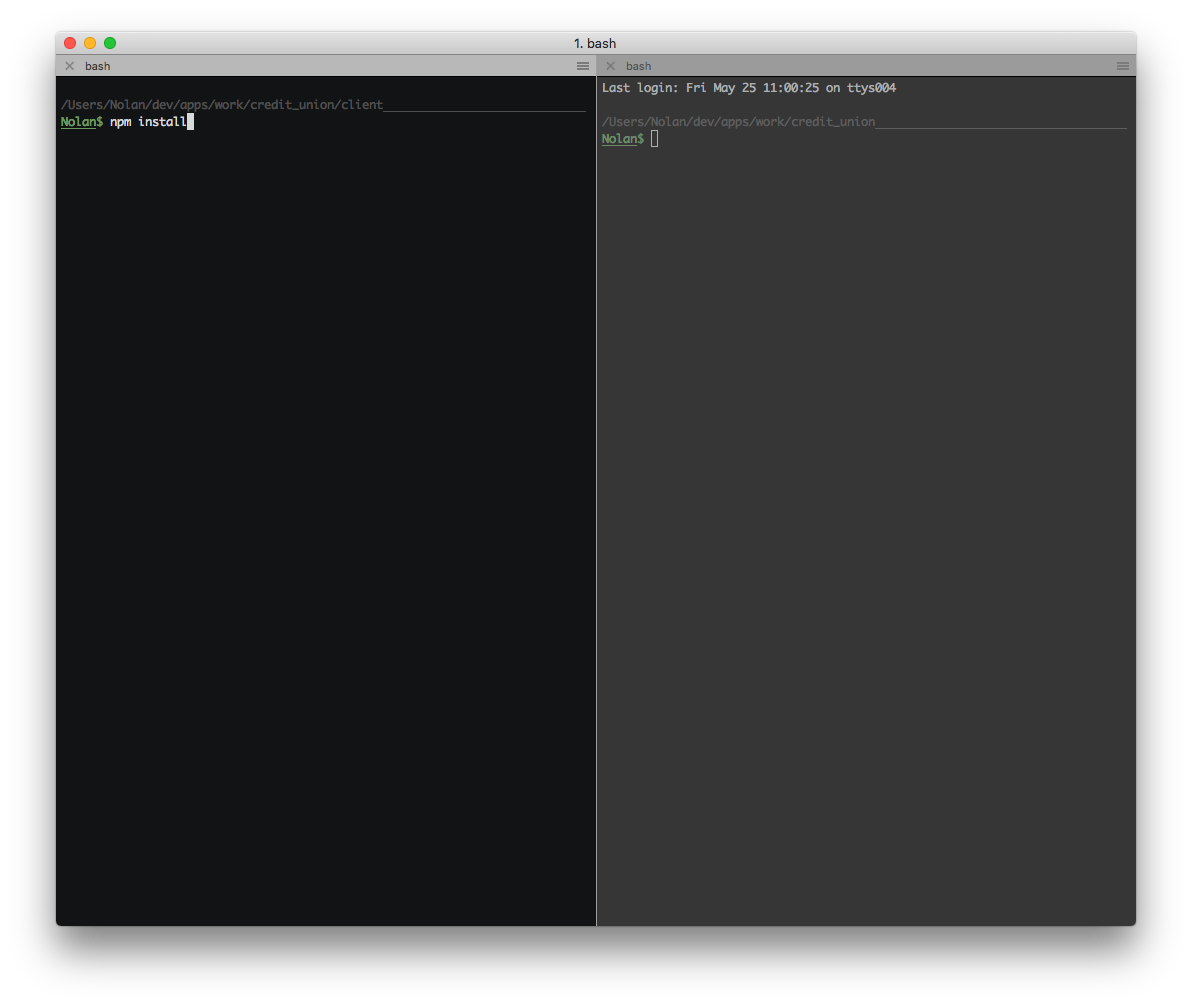 1. bash
bash
/Users/Nolan/dev/apps/work/credit_union/client
Nolan$ npm install
bash
Last login: Fri May 25 11:00:25 on ttys004
/Users/Nolan/dev/apps/work/credit_union
Nolan$